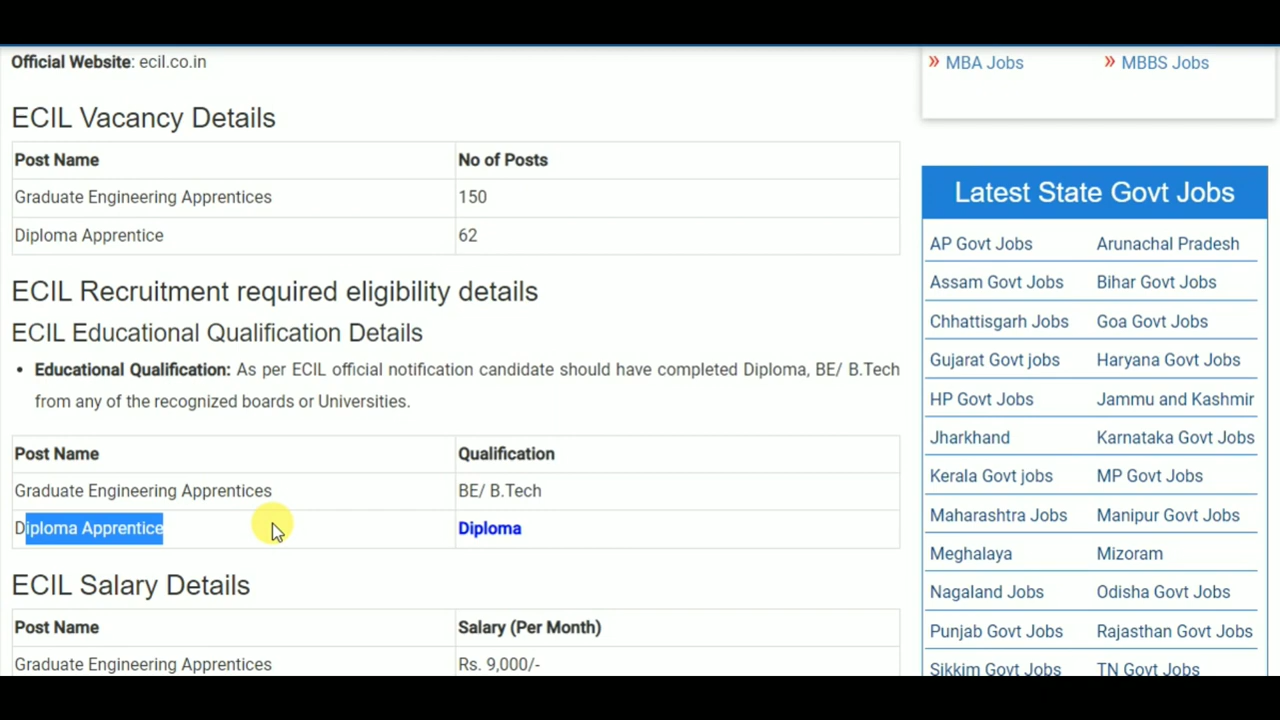 Official Website: ecil.co.in
ECIL Vacancy Details
Post Name No of Posts
Graduate Engineering Apprentices 150
Diploma Apprentice 62
ECIL Recruitment required eligibility details
ECIL Educational Qualification Details
• Educational Qualification: As per ECIL official notification candidate should have completed Diploma, BE/ B.Tech
from any of the recognized boards or Universities.
Post Name Qualification
Graduate Engineering Apprentices BE/ B.Tech
Diploma Apprentice Diploma
ECIL Salary Details
Post Name Salary (Per Month)
Graduate Engineering Apprentices Rs. 9,000/-
» MBA Jobs » MBBS Jobs
Latest State Govt Jobs
AP Govt Jobs Arunachal Pradesh
Assam Govt Jobs Bihar Govt Jobs
Chhattisgarh Jobs Goa Govt Jobs
Gujarat Govt jobs Haryana Govt Jobs
HP Govt Jobs Jammu and Kashmir
Jharkhand Karnataka Govt Jobs
Kerala Govt jobs MP Govt Jobs
Maharashtra Jobs Manipur Govt Jobs
Meghalaya Mizoram
Nagaland Jobs Odisha Govt Jobs
Punjab Govt Jobs Rajasthan Govt Jobs
Sikkim Govt Jobs TN Govt Jobs